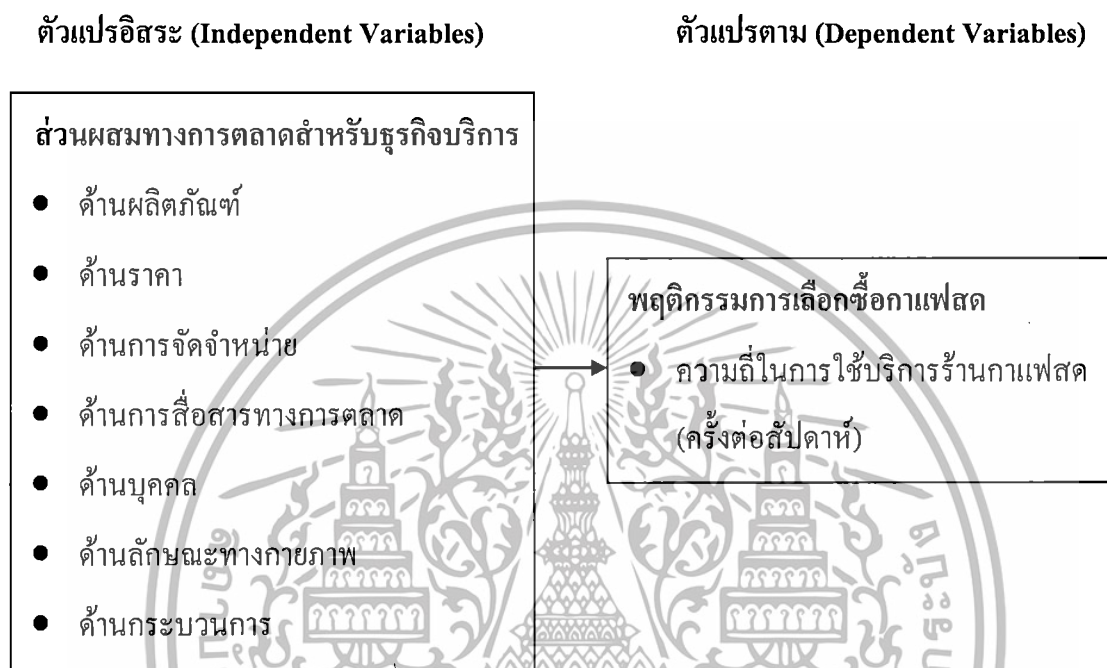 ตัวแปรอิสระ (Independent Variables)
ตัวแปรตาม (Dependent Variables)
ส่วนผสมทางการตลาดสำหรับธุรกิจบริการ
● ด้านผลิตภัณฑ์
● ด้านราคา
● ด้านการจัดจำหน่าย
● ด้านการสื่อสารทางการตลาด
● ด้านบุคคล
● ด้านลักษณะทางกายภาพ
● ด้านกระบวนการ
พฤติกรรมการเลือกซื้อกาแฟสด
● ความถี่ในการใช้บริการร้านกาแฟสด
(ครั้งต่อสัปดาห์)